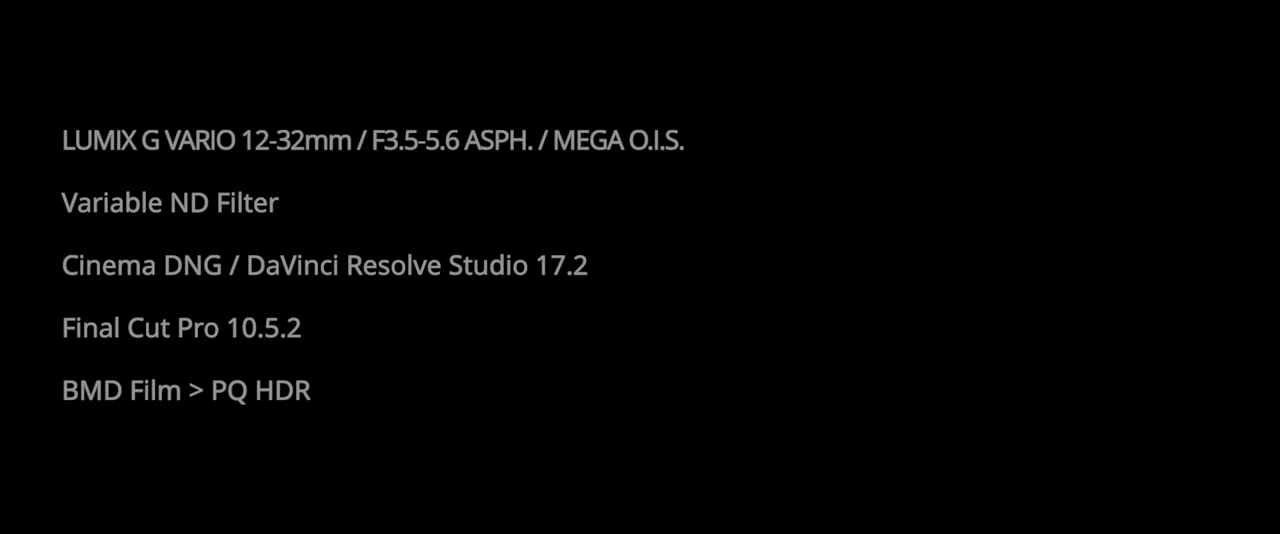 LUMIX G VARIO 12-32mm / F3.5-5.6 ASPH. / MEGA O.I.S.
Variable ND Filter
Cinema DNG / DaVinci Resolve Studio 17.2
Final Cut Pro 10.5.2
BMD Film > PQ HDR